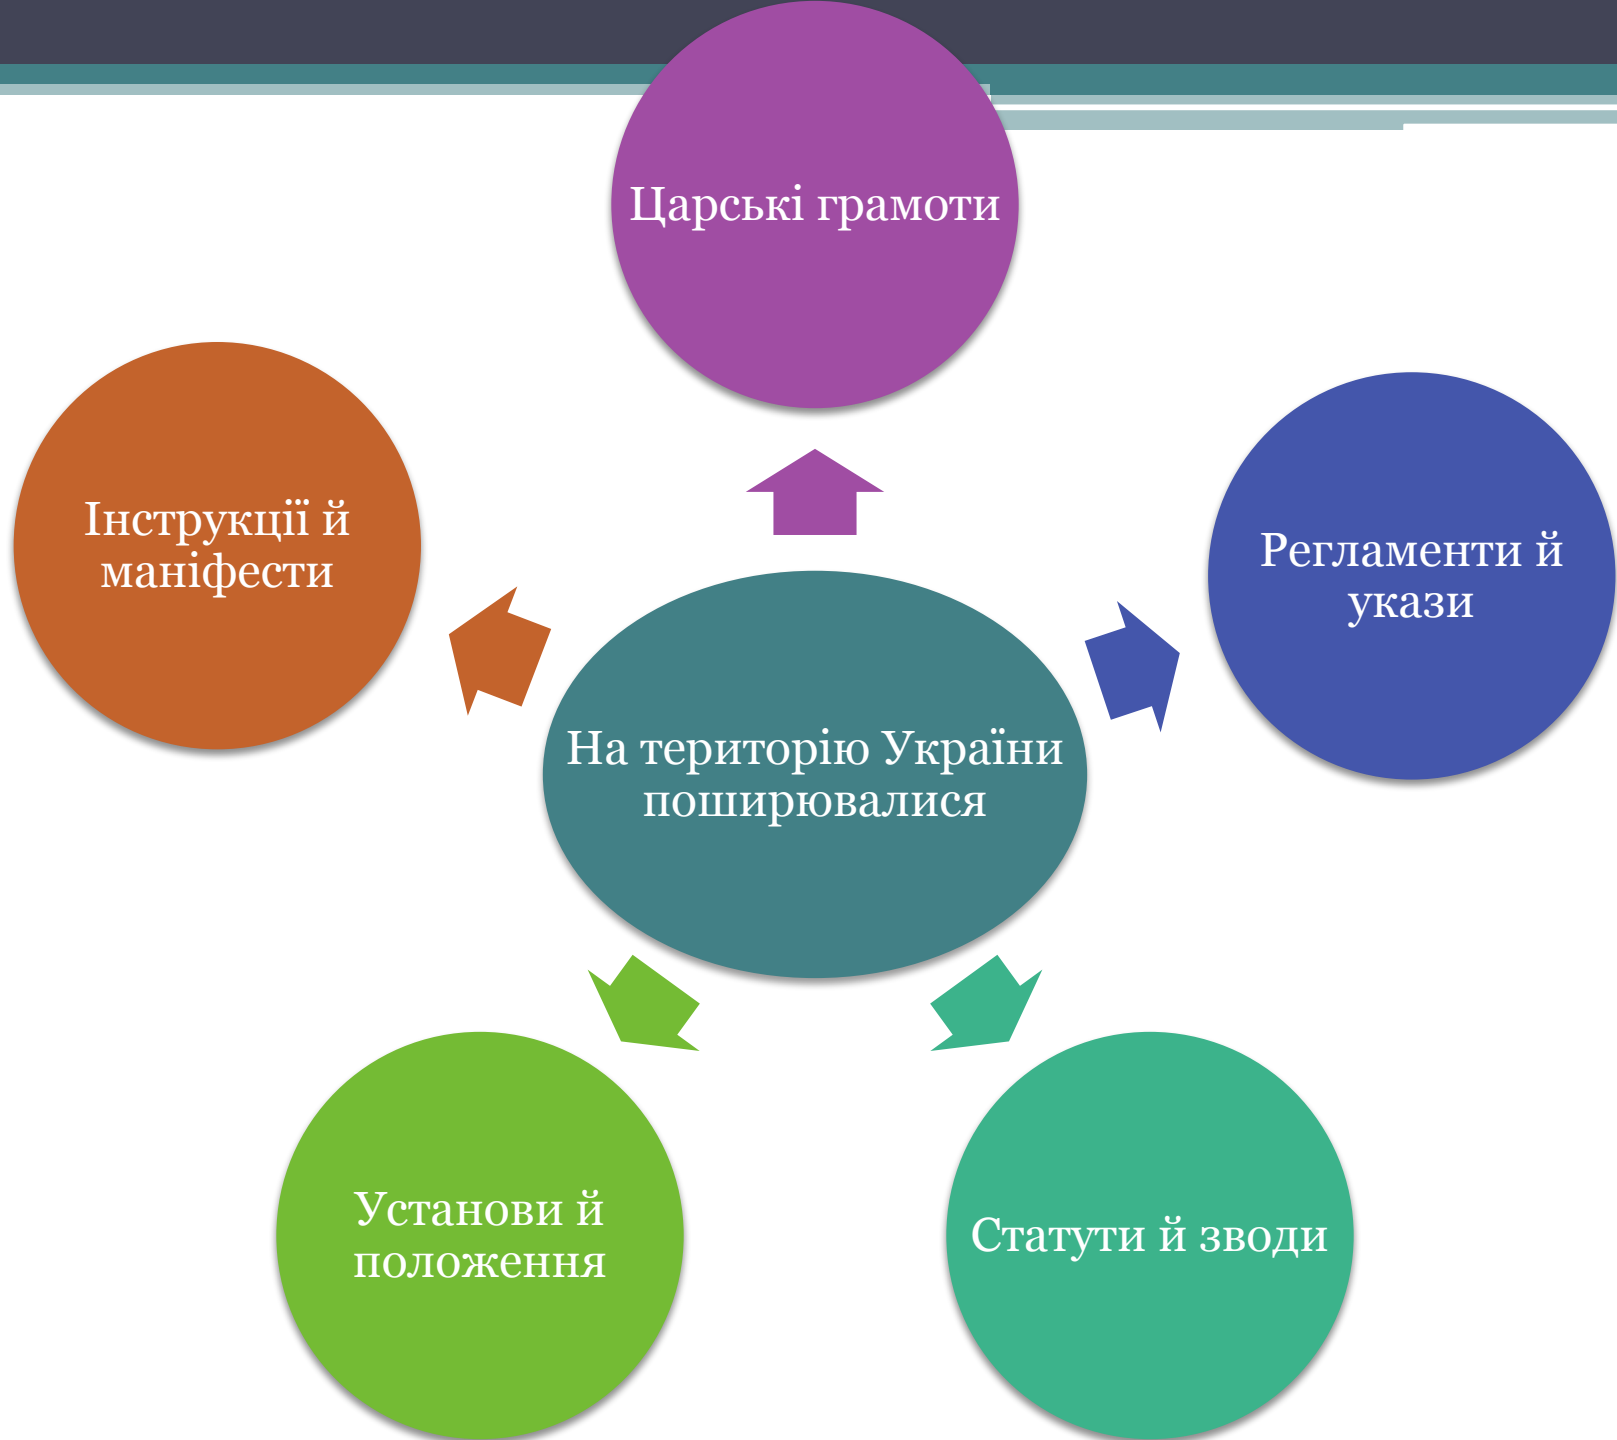 Царські грамоти
Інструкції й
маніфести
Регламенти й
укази
На територію України
поширювалися
Установи й
положення
Статути й зводи